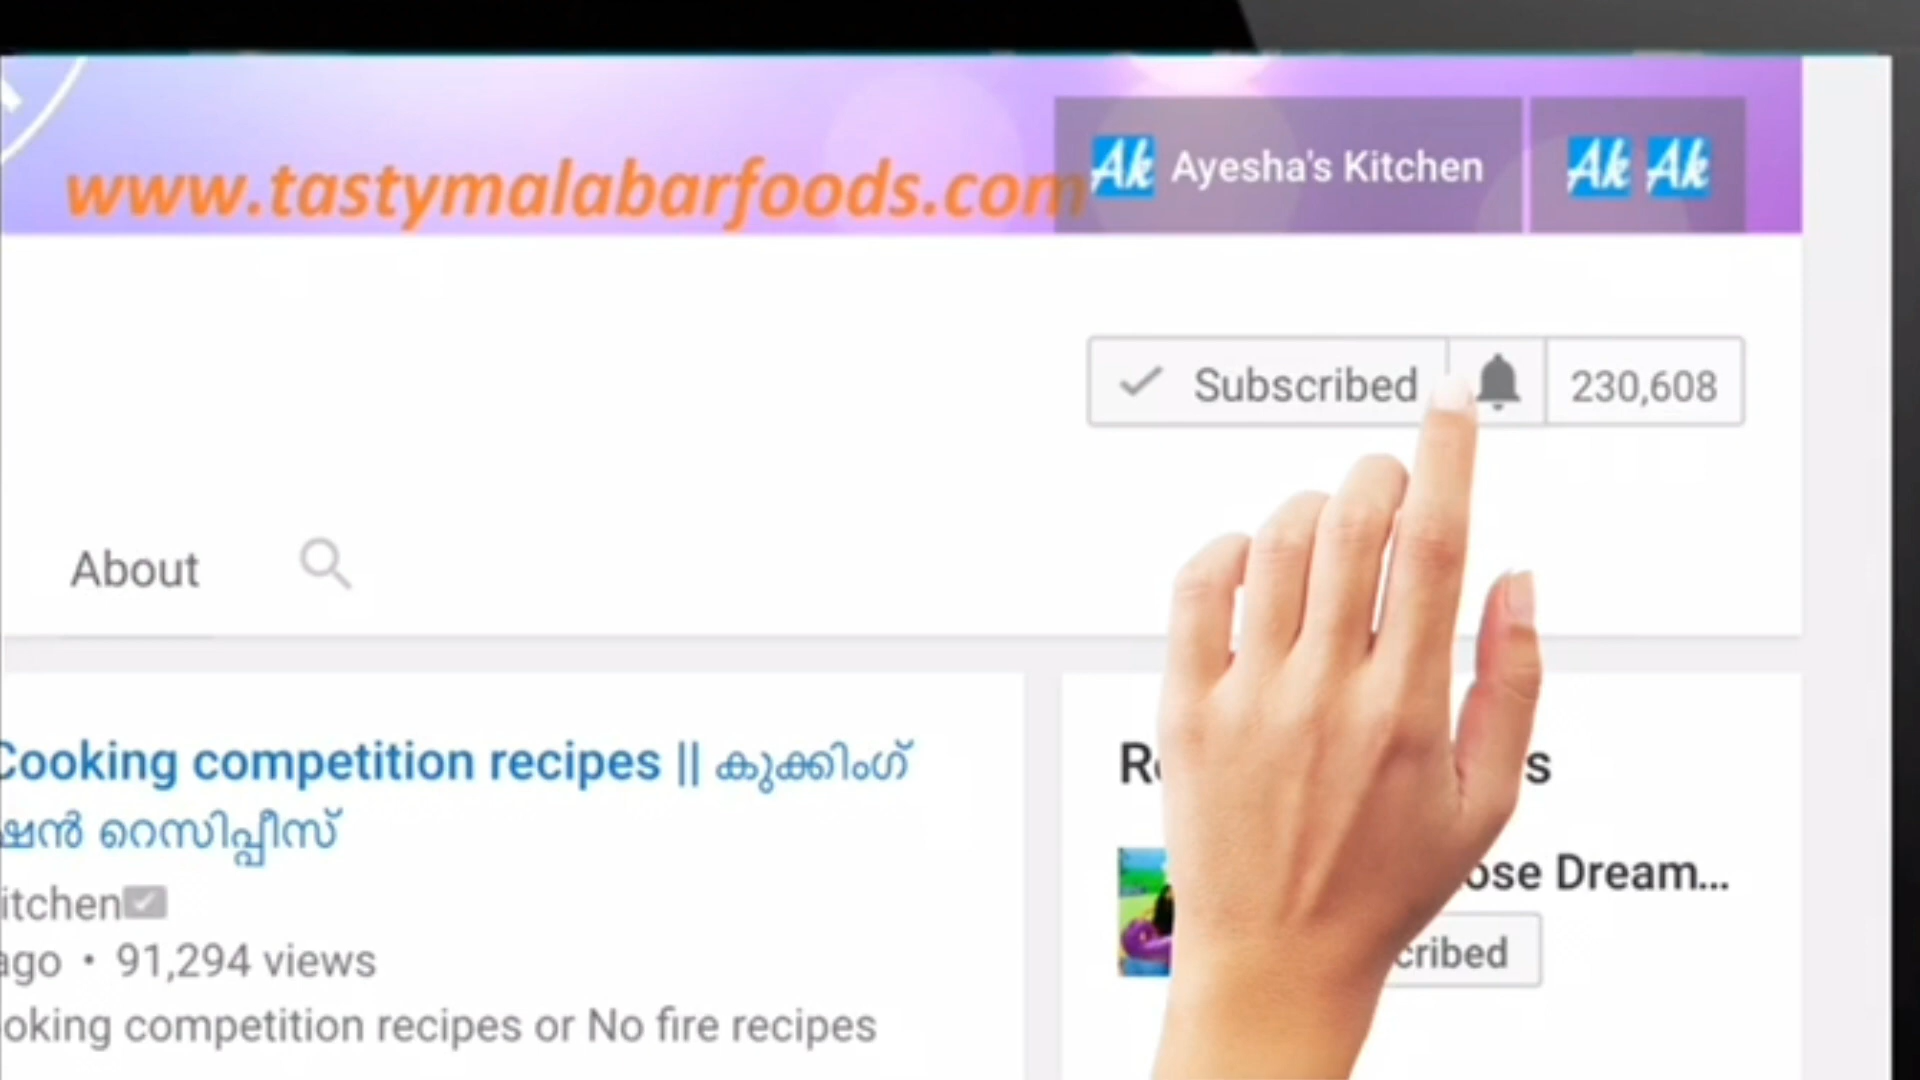 www.tastymalabarfoods.com
Ak Ayesha's Kitchen Ak Ak
Subscribed 230,608
About
Cooking competition recipes || കുക്കിംഗ്
ഷൻ റെസിപ്പീസ്
itchen
ago • 91,294 views
ooking competition recipes or No fire recipes
ose Dream...
cribed